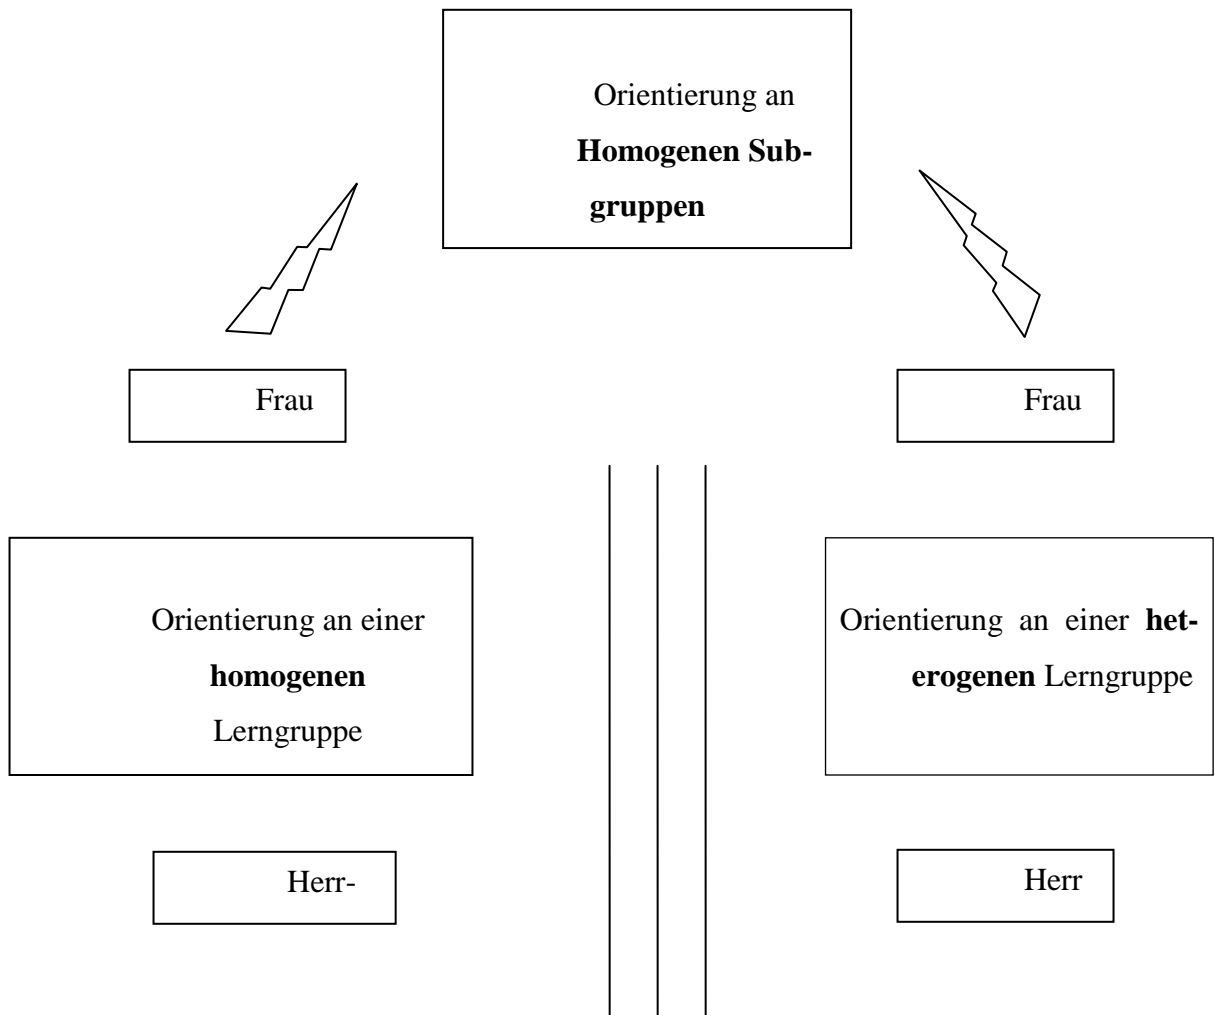 Orientierung an
Homogenen Sub-
gruppen
Frau
Frau
Orientierung an einer
homogenen
Lerngruppe
Orientierung an einer het-
erogenen Lerngruppe
Herr-
Herr